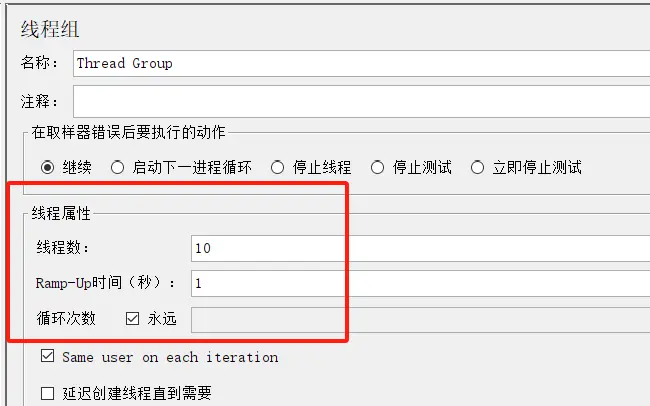 线程组
名称： Thread Group
注释：
在取样器错误后要执行的动作
继续 启动下一进程循环 停止线程 停止测试 立即停止测试
线程属性
线程数： 10
Ramp-Up时间（秒）： 1
循环次数 永远
Same user on each iteration
延迟创建线程直到需要